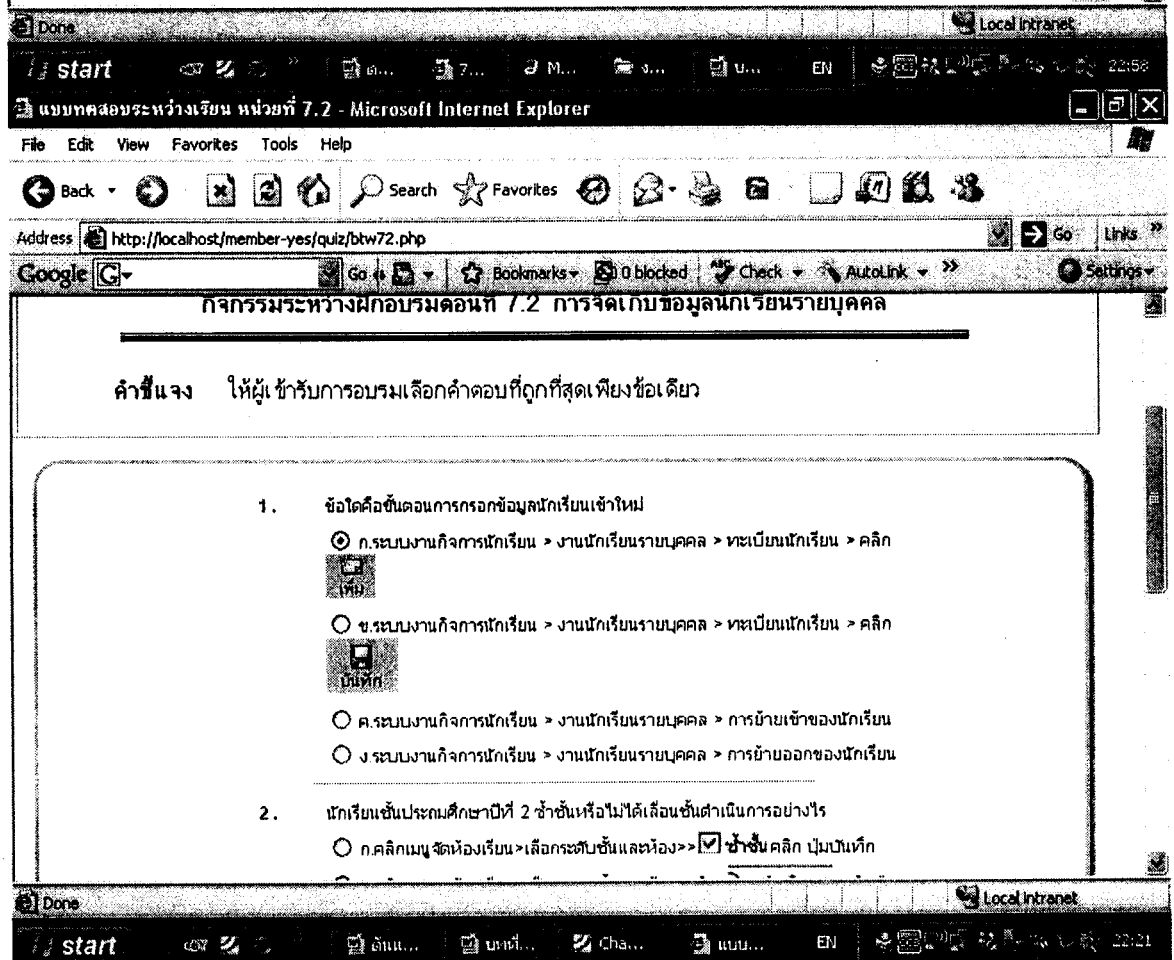 Done Local intranet
start ต... 7... M... ง... บ... EN 22:58
แบบทดสอบระหว่างเรียน หน่วยที่ 7.2 - Microsoft Internet Explorer
File Edit View Favorites Tools Help
Back Search Favorites
Address http://localhost/member-yes/quiz/btw72.php Go Links »
Google G Go Bookmarks 0 blocked Check AutoLink » Settings
กิจกรรมระหว่างฝึกอบรมตอนที่ 7.2 การจัดเก็บข้อมูลนักเรียนรายบุคคล
คำชี้แจง ให้ผู้เข้ารับการอบรมเลือกคำตอบที่ถูกที่สุดเพียงข้อเดียว
1. ข้อใดคือขั้นตอนการกรอกข้อมูลนักเรียนเข้าใหม่
ก.ระบบงานกิจการนักเรียน > งานนักเรียนรายบุคคล > ทะเบียนนักเรียน > คลิก
เพิ่ม
ข.ระบบงานกิจการนักเรียน > งานนักเรียนรายบุคคล > ทะเบียนนักเรียน > คลิก
บันทึก
ค.ระบบงานกิจการนักเรียน > งานนักเรียนรายบุคคล > การย้ายเข้าของนักเรียน
ง.ระบบงานกิจการนักเรียน > งานนักเรียนรายบุคคล > การย้ายออกของนักเรียน
2. นักเรียนชั้นประถมศึกษาปีที่ 2 ซ้ำชั้นหรือไม่ได้เลื่อนชั้นดำเนินการอย่างไร
ก.คลิกเมนูจัดห้องเรียน>เลือกระดับชั้นและห้อง>> ซ้ำชั้น คลิก ปุ่มบันทึก
Done Local intranet
start ต้นแ... บทที่... Cha... แบบ... EN 22:21